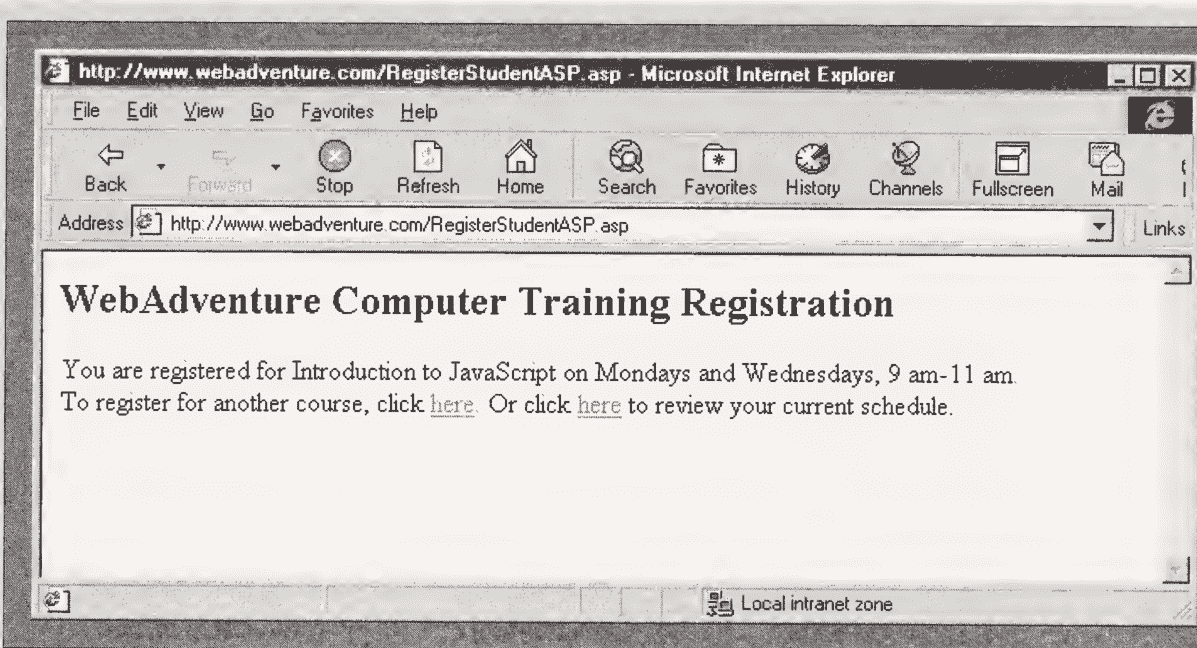 http://www.webadventure.com/RegisterStudentASP.asp - Microsoft Internet Explorer
File Edit View Go Favorites Help
Back Forward Stop Refresh Home Search Favorites History Channels Fullscreen Mail
Address http://www.webadventure.com/RegisterStudentASP.asp Links
WebAdventure Computer Training Registration
You are registered for Introduction to JavaScript on Mondays and Wednesdays, 9 am-11 am.
To register for another course, click here. Or click here to review your current schedule.
Local intranet zone